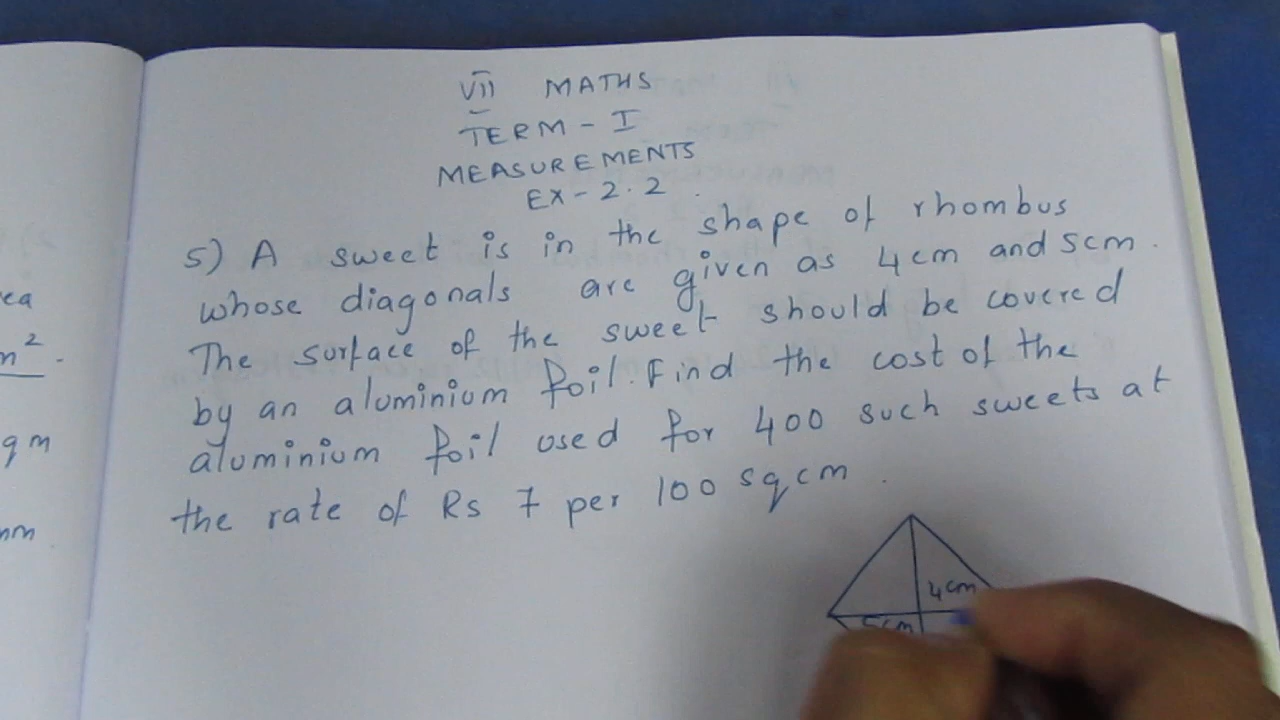 VII MATHS
TERM - I
MEASUREMENTS
EX - 2.2.
5) A sweet is in the shape of rhombus
whose diagonals are given as 4cm and 5cm.
The surface of the sweet should be covered
by an aluminium foil. Find the cost of the
aluminium foil used for 400 such sweets at
the rate of Rs 7 per 100 sqcm.
4cm
5cm